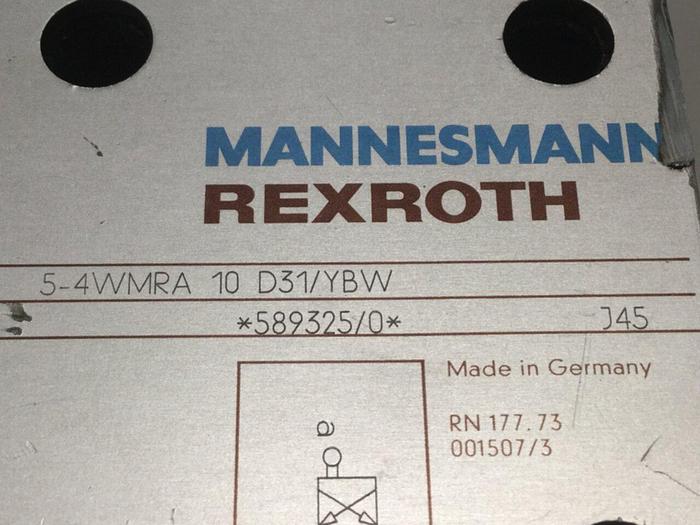 MANNESMANN
REXROTH
5-4WMRA 10 D31/YBW
*589325/0* J45
Made in Germany
RN 177.73
001507/3
a